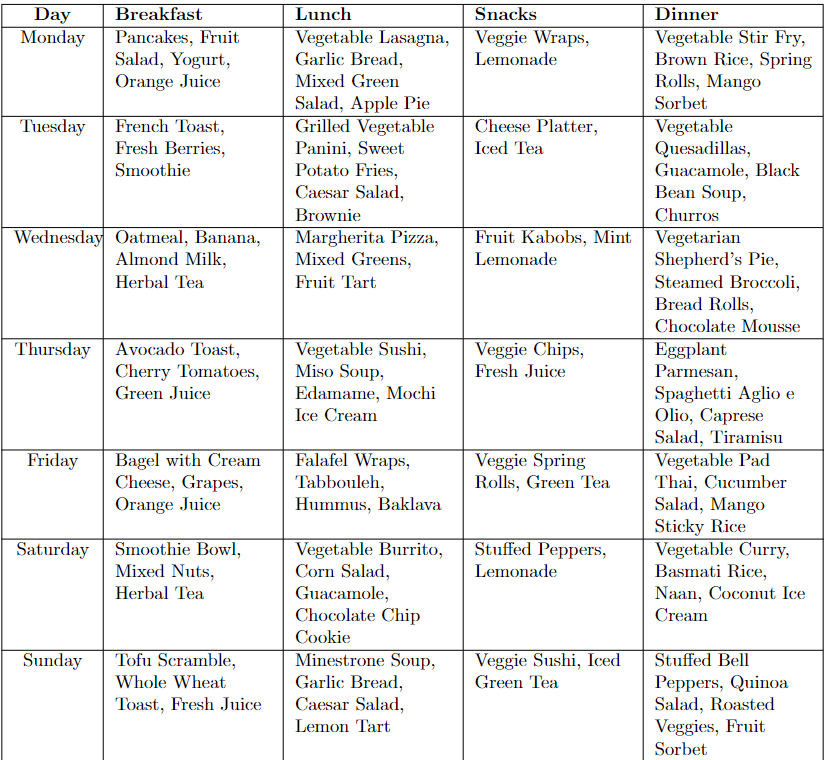 Day Breakfast Lunch Snacks Dinner
Monday Pancakes, Fruit Vegetable Lasagna, Veggie Wraps, Vegetable Stir Fry,
Salad, Yogurt, Garlic Bread, Lemonade Brown Rice, Spring
Orange Juice Mixed Green Rolls, Mango
Salad, Apple Pie Sorbet
Tuesday French Toast, Grilled Vegetable Cheese Platter, Vegetable
Fresh Berries, Panini, Sweet Iced Tea Quesadillas,
Smoothie Potato Fries, Guacamole, Black
Caesar Salad, Bean Soup,
Brownie Churros
Wednesday Oatmeal, Banana, Margherita Pizza, Fruit Kabobs, Mint Vegetarian
Almond Milk, Mixed Greens, Lemonade Shepherd's Pie,
Herbal Tea Fruit Tart Steamed Broccoli,
Bread Rolls,
Chocolate Mousse
Thursday Avocado Toast, Vegetable Sushi, Veggie Chips, Eggplant
Cherry Tomatoes, Miso Soup, Fresh Juice Parmesan,
Green Juice Edamame, Mochi Spaghetti Aglio e
Ice Cream Olio, Caprese
Salad, Tiramisu
Friday Bagel with Cream Falafel Wraps, Veggie Spring Vegetable Pad
Cheese, Grapes, Tabbouleh, Rolls, Green Tea Thai, Cucumber
Orange Juice Hummus, Baklava Salad, Mango
Sticky Rice
Saturday Smoothie Bowl, Vegetable Burrito, Stuffed Peppers, Vegetable Curry,
Mixed Nuts, Corn Salad, Lemonade Basmati Rice,
Herbal Tea Guacamole, Naan, Coconut Ice
Chocolate Chip Cream
Cookie
Sunday Tofu Scramble, Minestrone Soup, Veggie Sushi, Iced Stuffed Bell
Whole Wheat Garlic Bread, Green Tea Peppers, Quinoa
Toast, Fresh Juice Caesar Salad, Salad, Roasted
Lemon Tart Veggies, Fruit
Sorbet